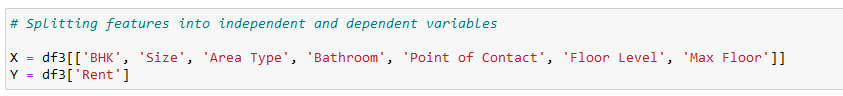 # Splitting features into independent and dependent variables
X = df3[['BHK', 'Size', 'Area Type', 'Bathroom', 'Point of Contact', 'Floor Level', 'Max Floor']]
Y = df3['Rent']